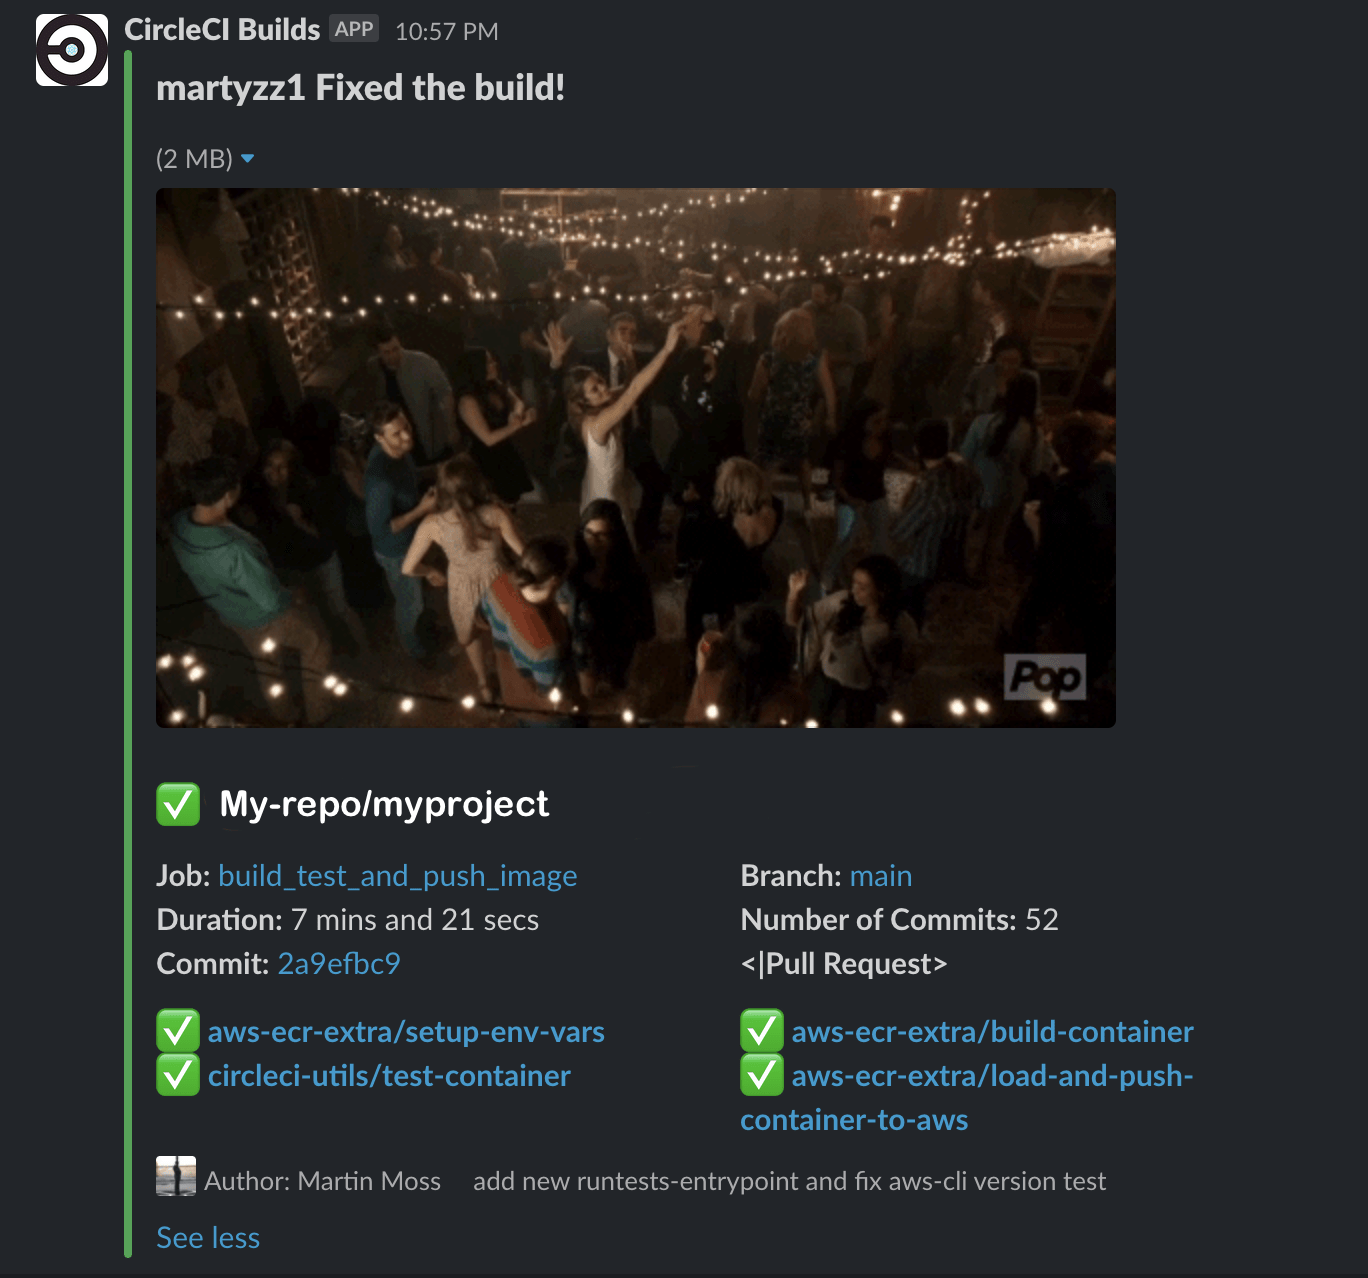 CircleCI Builds APP 10:57 PM
martyzz1 Fixed the build!
(2 MB)
Pop
My-repo/myproject
Job: build_test_and_push_image
Duration: 7 mins and 21 secs
Commit: 2a9efbc9
Branch: main
Number of Commits: 52
<|Pull Request>
aws-ecr-extra/setup-env-vars
circleci-utils/test-container
aws-ecr-extra/build-container
aws-ecr-extra/load-and-push-
container-to-aws
Author: Martin Moss add new runtests-entrypoint and fix aws-cli version test
See less